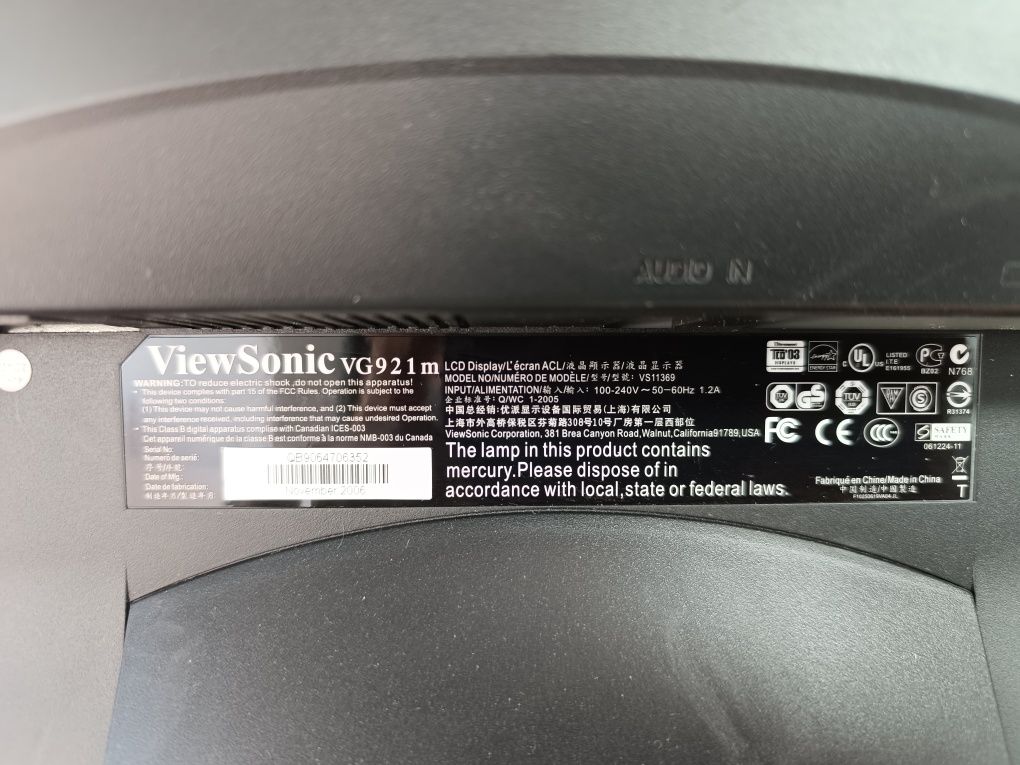 AUDIO IN
ViewSonic VG921m
WARNING:TO reduce electric shock ,do not open this apparatus!
This device complies with part 15 of the FCC Rules. Operation is subject to the
following two conditions:
(1) This device may not cause harmful interference, and (2) This device must accept
any interference received, including interference that may cause undesired Operation.
This Class B digital apparatus complise with Canadian ICES-003
Cet appareil numérique de la classe B est conforme à la norme NMB-003 du Canada
Serial No:
Numéro de série:
序号/序號:
Date of Mfg:
Date de fabrication:
制造年月/製造年月
QB9064706352
November 2006
LCD Display/L'écran ACL/液晶顯示器/液晶显示器
MODEL NO/NUMÉRO DE MODÈLE/型号/型號: VS11369
INPUT/ALIMENTATION/输入/輸入: 100-240V～50-60Hz 1.2A
企业标准号: Q/WC 1-2005
中国总经销:优派显示设备国际贸易(上海)有限公司
上海市外高桥保税区芬菊路308号10号厂房第一层西部位
ViewSonic Corporation, 381 Brea Canyon Road,Walnut,California91789,USA
The lamp in this product contains
mercury.Please dispose of in
accordance with local,state or federal laws.
TCO'03
DISPLAYS
ENERGY STAR
C UL US
LISTED
I.T.E
E161955
BZ02
N768
TUV
GS
TUV
S
R31374
FC CE CCC
S SAFETY
061224-11
Fabriqué en Chine/Made in China
中国制造/中國製造
T